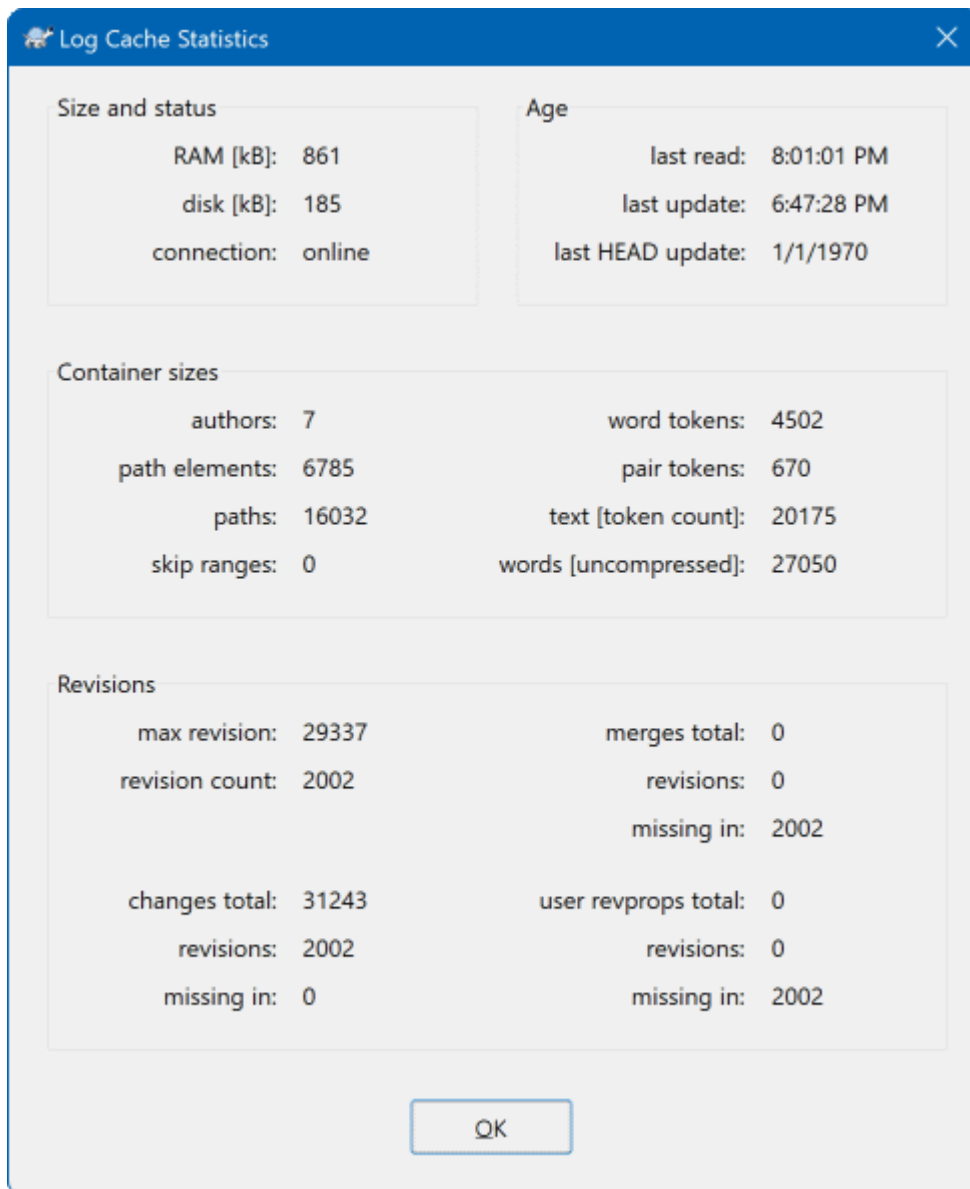 Log Cache Statistics
Size and status
RAM [kB]: 861
disk [kB]: 185
connection: online
Age
last read: 8:01:01 PM
last update: 6:47:28 PM
last HEAD update: 1/1/1970
Container sizes
authors: 7
path elements: 6785
paths: 16032
skip ranges: 0
word tokens: 4502
pair tokens: 670
text [token count]: 20175
words [uncompressed]: 27050
Revisions
max revision: 29337
revision count: 2002
merges total: 0
revisions: 0
missing in: 2002
changes total: 31243
revisions: 2002
missing in: 0
user revprops total: 0
revisions: 0
missing in: 2002
OK